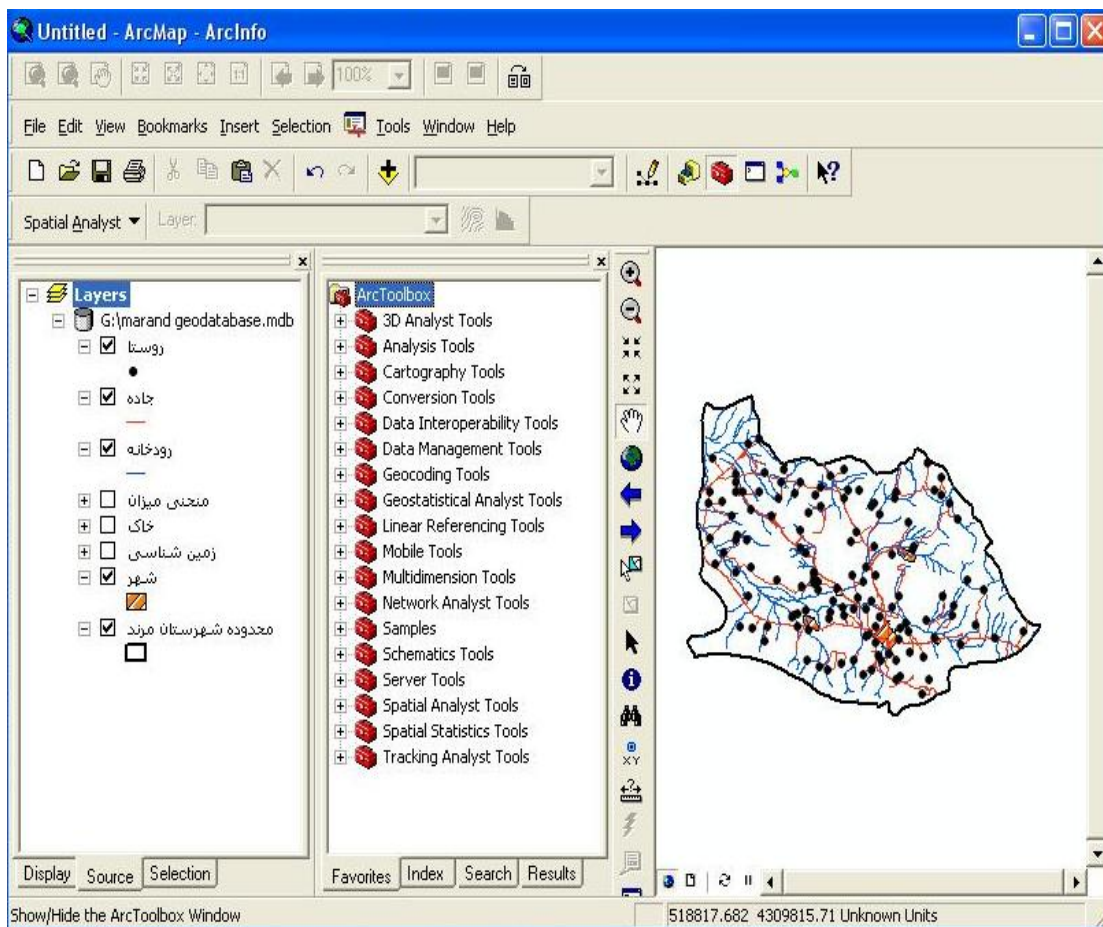 Untitled - ArcMap - ArcInfo
100%
File Edit View Bookmarks Insert Selection Tools Window Help
Spatial Analyst Layer:
Layers
G:\marand geodatabase.mdb
روستا
جاده
رودخانه
منحنی میزان
خاک
زمین شناسی
شهر
محدوده شهرستان مرند
Display Source Selection
ArcToolbox
3D Analyst Tools
Analysis Tools
Cartography Tools
Conversion Tools
Data Interoperability Tools
Data Management Tools
Geocoding Tools
Geostatistical Analyst Tools
Linear Referencing Tools
Mobile Tools
Multidimension Tools
Network Analyst Tools
Samples
Schematics Tools
Server Tools
Spatial Analyst Tools
Spatial Statistics Tools
Tracking Analyst Tools
Favorites Index Search Results
XY
Show/Hide the ArcToolbox Window
518817.682 4309815.71 Unknown Units